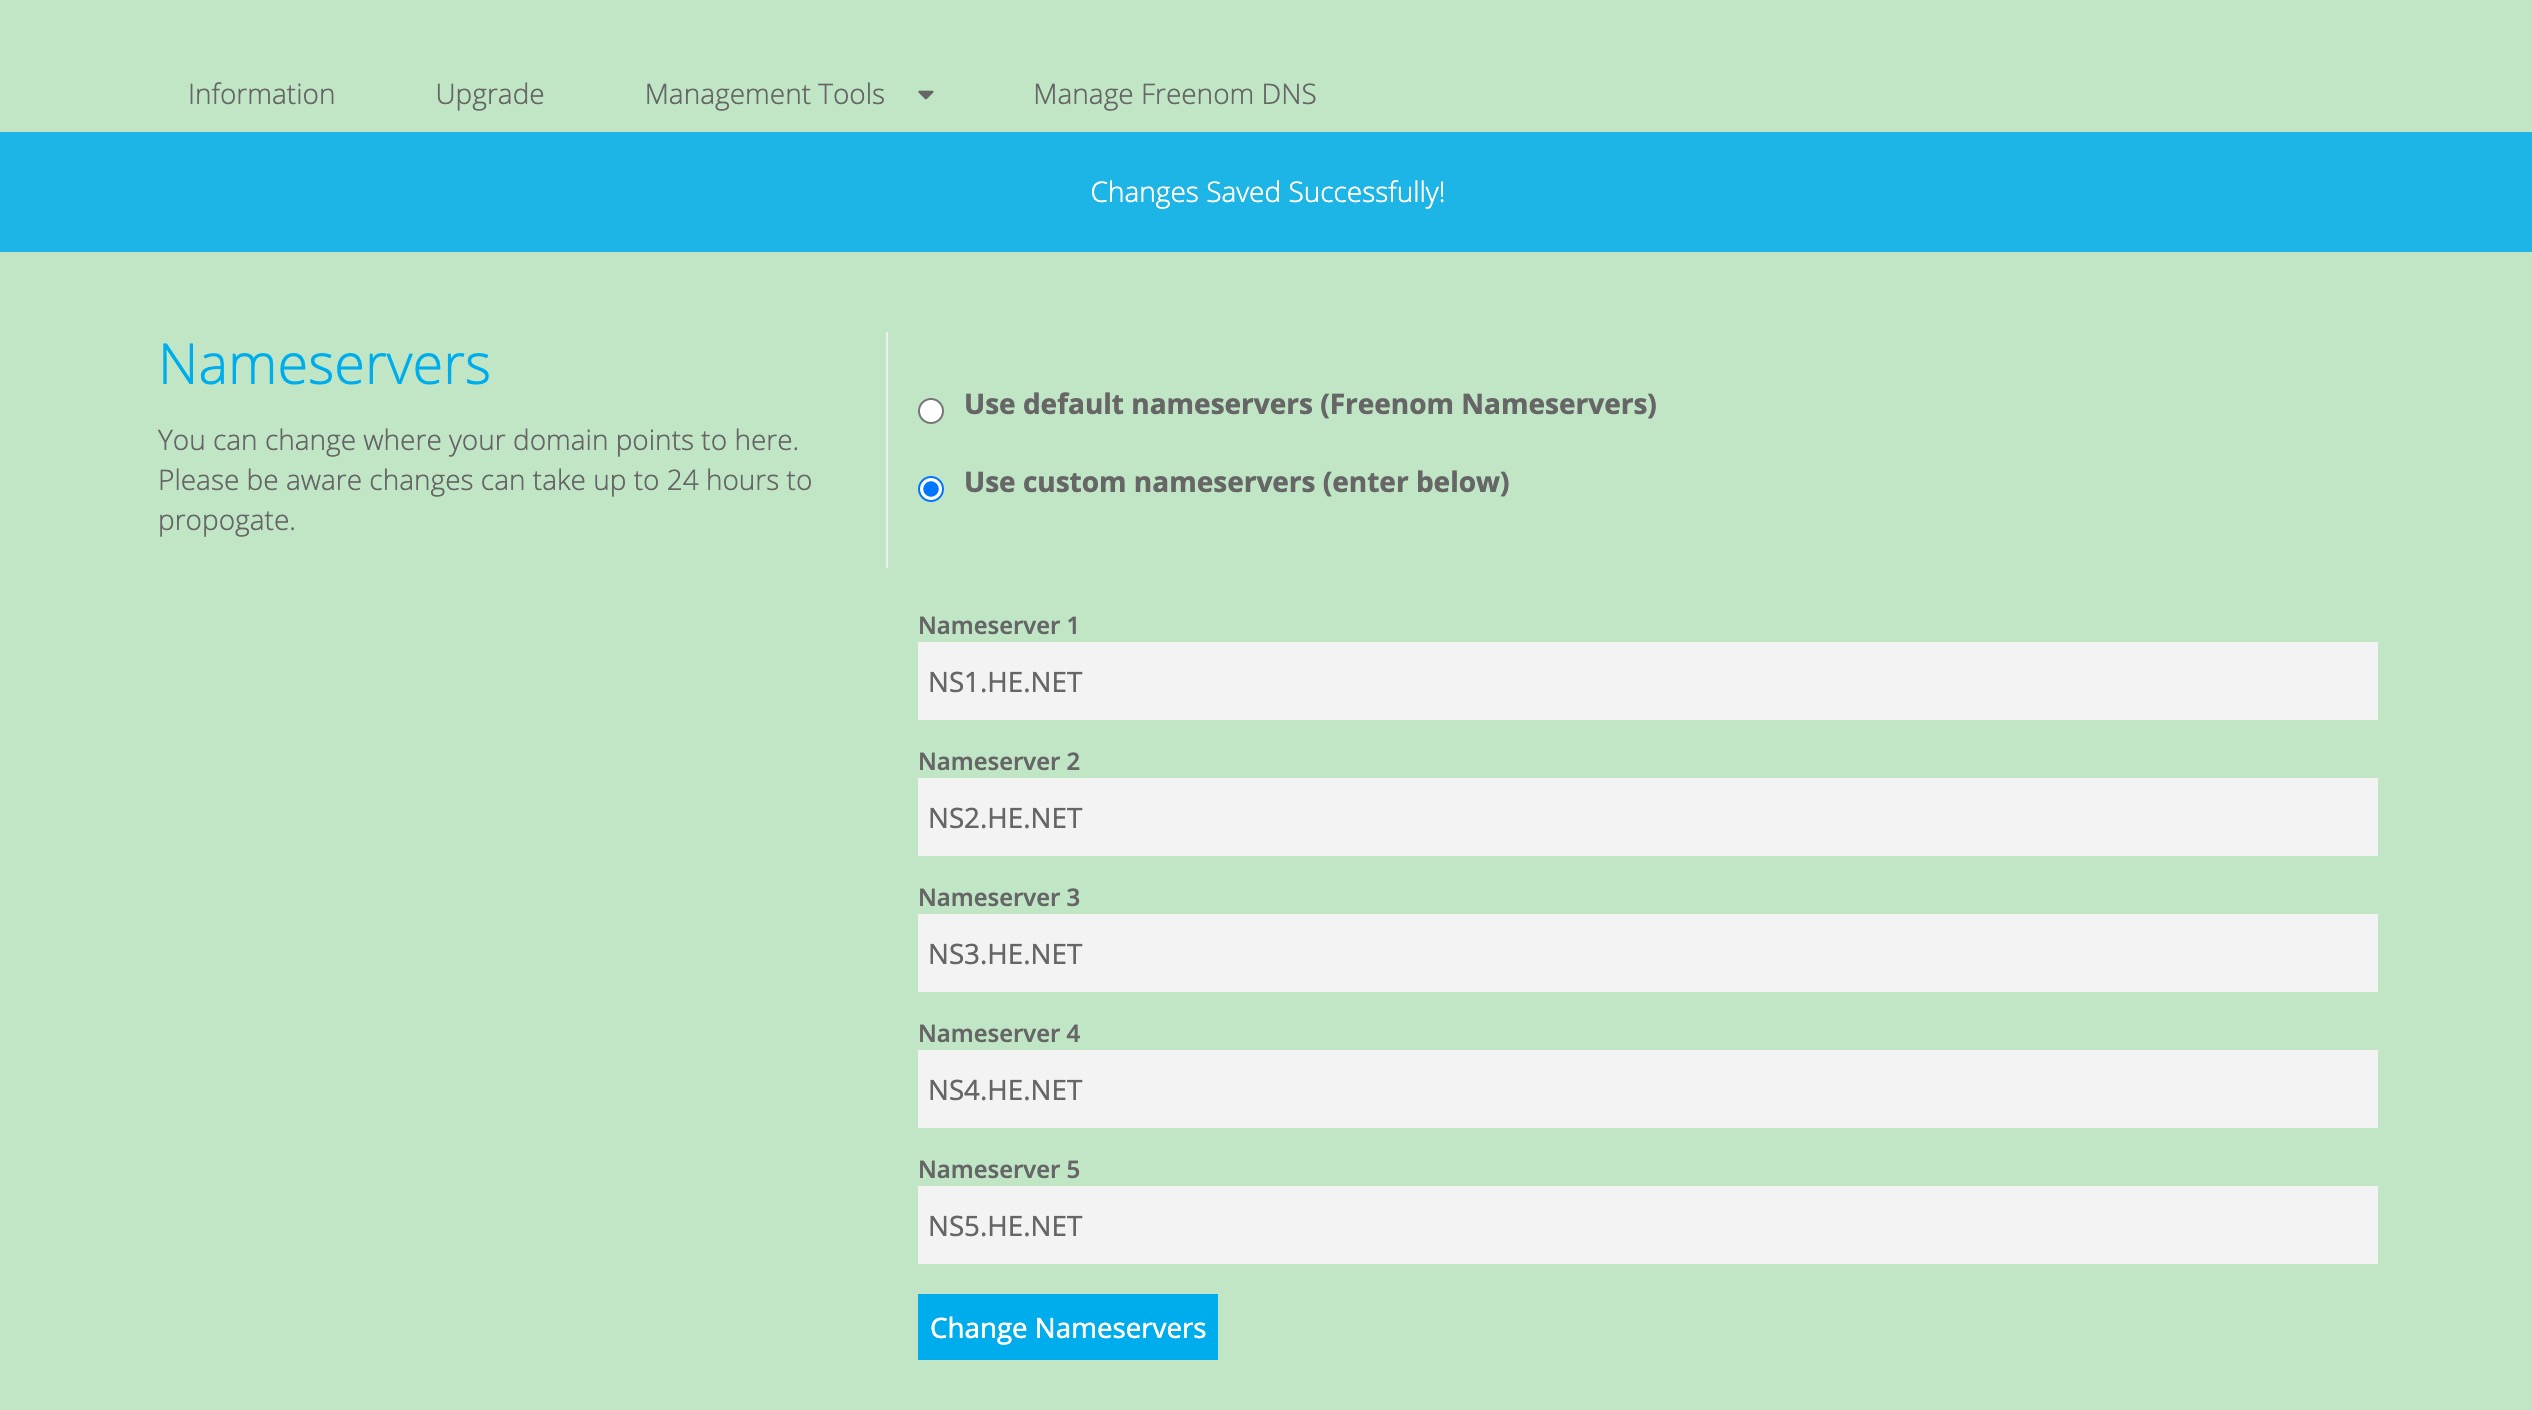 Information
Upgrade
Management Tools
Manage Freenom DNS
Changes Saved Successfully!
Nameservers
You can change where your domain points to here.
Please be aware changes can take up to 24 hours to
propogate.
Use default nameservers (Freenom Nameservers)
Use custom nameservers (enter below)
Nameserver 1
NS1.HE.NET
Nameserver 2
NS2.HE.NET
Nameserver 3
NS3.HE.NET
Nameserver 4
NS4.HE.NET
Nameserver 5
NS5.HE.NET
Change Nameservers